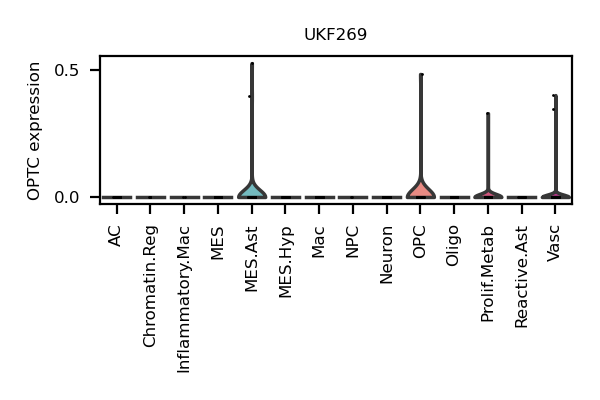 UKF269
OPTC expression
0.5
0.0
AC
Chromatin.Reg
Inflammatory.Mac
MES
MES.Ast
MES.Hyp
Mac
NPC
Neuron
OPC
Oligo
Prolif.Metab
Reactive.Ast
Vasc